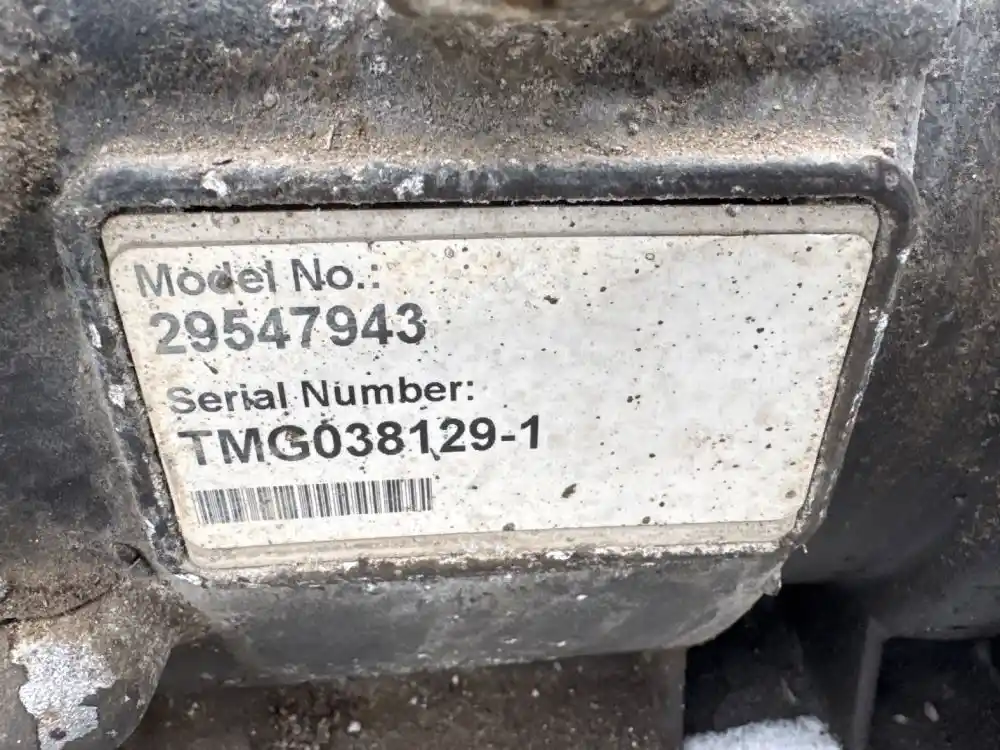 Model No.:
29547943
Serial Number:
TMG038129-1